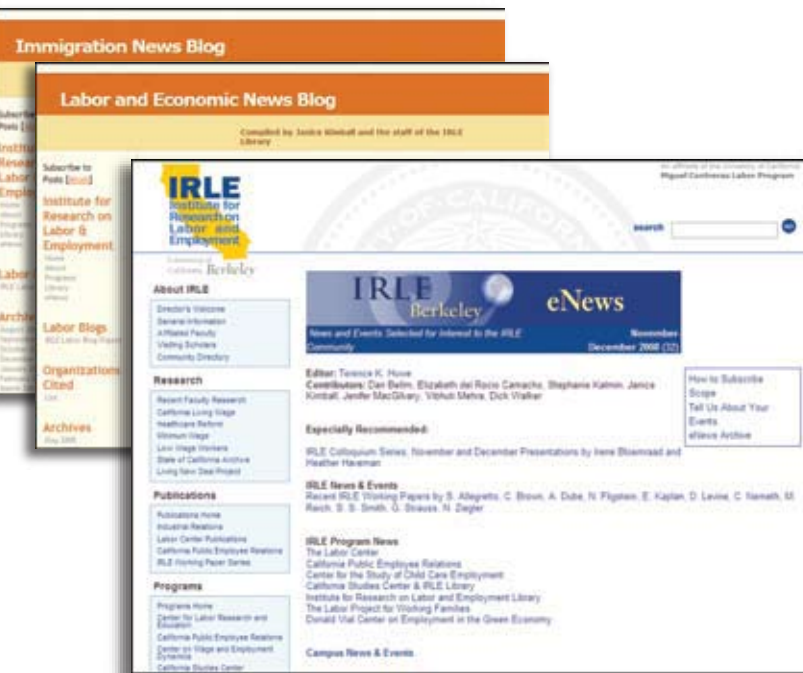 Immigration News Blog
Labor and Economic News Blog
Compiled by Janice Kimball and the staff of the IRLE
Library
Subscribe to
Posts [Atom]
Institute for
Research on
Labor &
Employment
Home
About
Programs
Library
eNews
Labor Blogs
Organizations
Cited
List
Archives
May 2008
IRLE
Institute for
Research on
Labor and
Employment
Berkeley
An affiliate of the University of California
Miguel Contreras Labor Program
search
About IRLE
Director's Welcome
General Information
Affiliated Faculty
Visiting Scholars
Community Directory
Research
Recent Faculty Research
California Living Wage
Healthcare Reform
Minimum Wage
Low Wage Workers
State of California Archive
Living New Deal Project
Publications
Publications Home
Industrial Relations
Labor Center Publications
California Public Employee Relations
IRLE Working Paper Series
Programs
Programs Home
Center for Labor Research and
Education
California Public Employee Relations
Center on Wage and Employment
Dynamics
California Studies Center
IRLE
Berkeley
eNews
News and Events Selected for Interest to the IRLE
Community
November
December 2008 (32)
Editor: Terence K. Huwe
Contributors: Dan Bellm, Elizabeth del Rocío Camacho, Stephanie Kalmin, Janice
Kimball, Jenifer MacGillvary, Vibhuti Mehra, Dick Walker
How to Subscribe
Scope
Tell Us About Your
Events
eNews Archive
Especially Recommended:
IRLE Colloquium Series, November and December Presentations by Irene Bloemraad and
Heather Haveman
IRLE News & Events
Recent IRLE Working Papers by S. Allegretto, C. Brown, A. Dube, N. Fligstein, E. Kaplan, D. Levine, C. Nemeth, M.
Reich, S. S. Smith, G. Strauss, N. Ziegler
IRLE Program News
The Labor Center
California Public Employee Relations
Center for the Study of Child Care Employment
California Studies Center & IRLE Library
Institute for Research on Labor and Employment Library
The Labor Project for Working Families
Donald Vial Center on Employment in the Green Economy
Campus News & Events